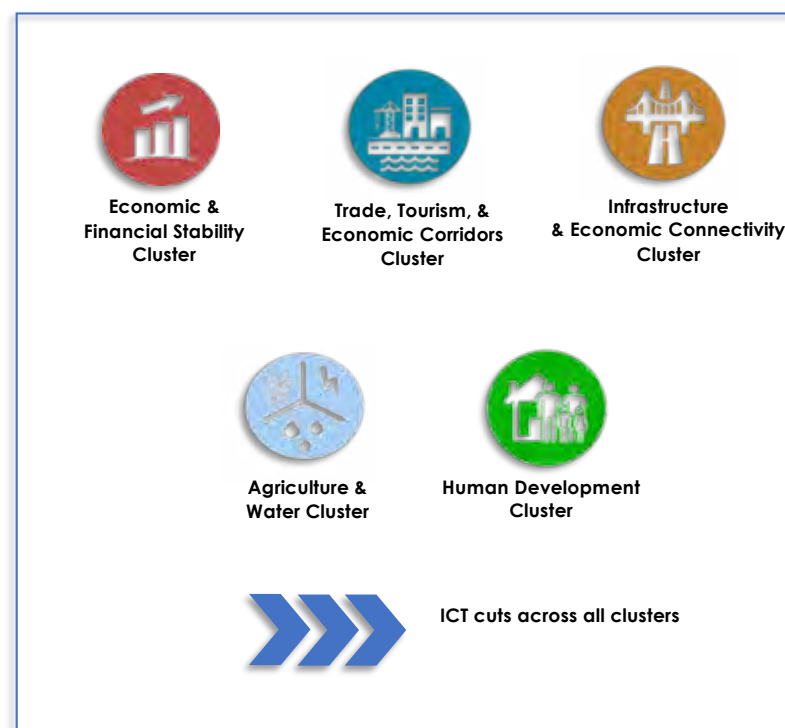 Economic &
Financial Stability
Cluster
Trade, Tourism, &
Economic Corridors
Cluster
Infrastructure
& Economic Connectivity
Cluster
Agriculture &
Water Cluster
Human Development
Cluster
ICT cuts across all clusters